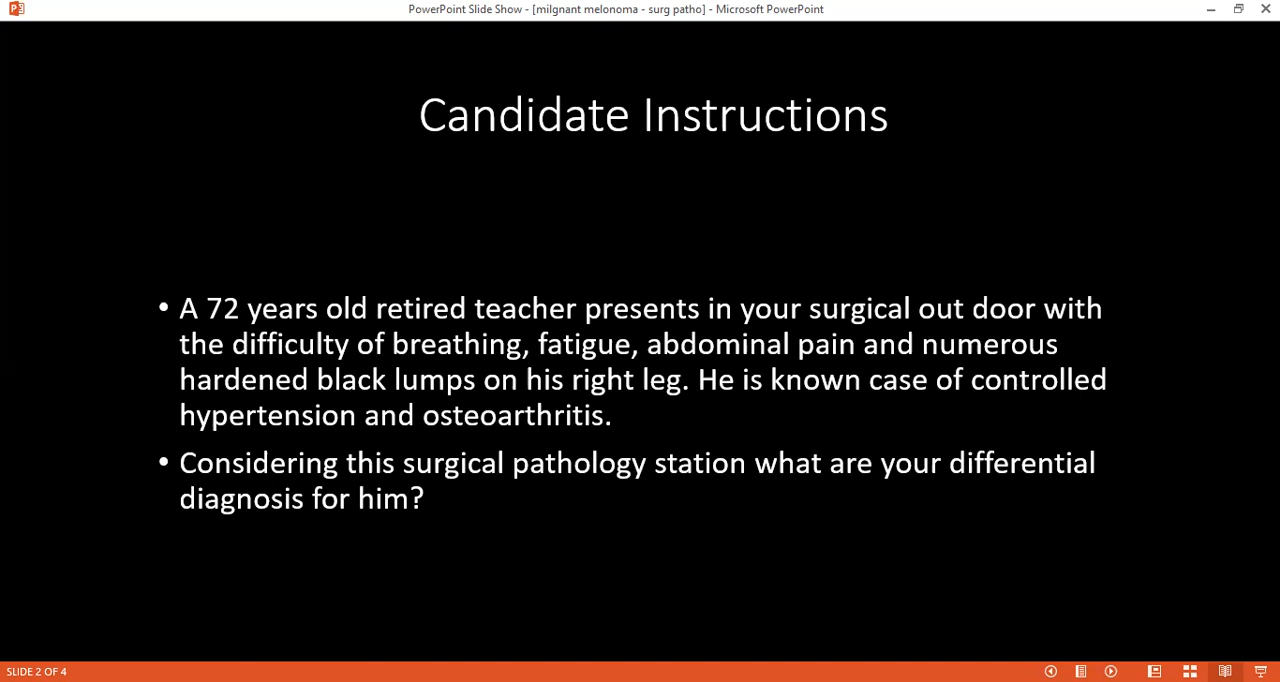 PowerPoint Slide Show - [milgnant melonoma - surg patho] - Microsoft PowerPoint
Candidate Instructions
• A 72 years old retired teacher presents in your surgical out door with
the difficulty of breathing, fatigue, abdominal pain and numerous
hardened black lumps on his right leg. He is known case of controlled
hypertension and osteoarthritis.
• Considering this surgical pathology station what are your differential
diagnosis for him?
SLIDE 2 OF 4